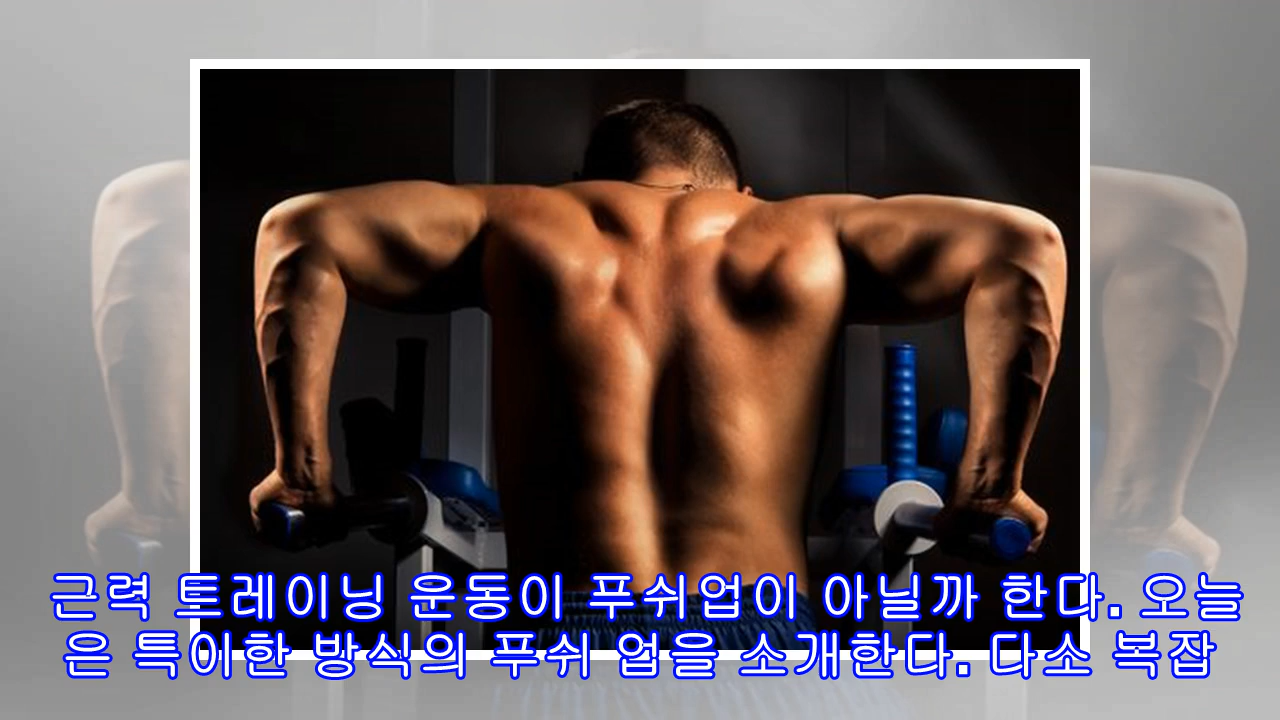 근력 트레이닝 운동이 푸쉬업이 아닐까 한다. 오늘
은 특이한 방식의 푸쉬 업을 소개한다. 다소 복잡